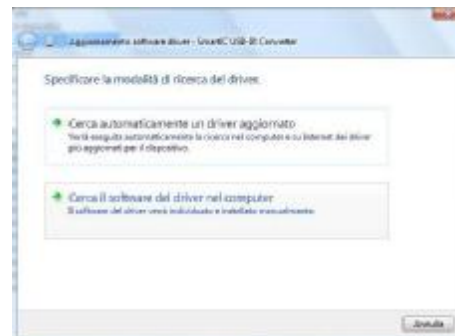 Aggiornamento software driver - SmartIC USB-IR Converter
Specificare la modalità di ricerca del driver.
Cerca automaticamente un driver aggiornato
Verrà eseguita automaticamente la ricerca nel computer e su Internet dei driver
più aggiornati per il dispositivo.
Cerca il software del driver nel computer
Il software del driver verrà individuato e installato manualmente.
Annulla